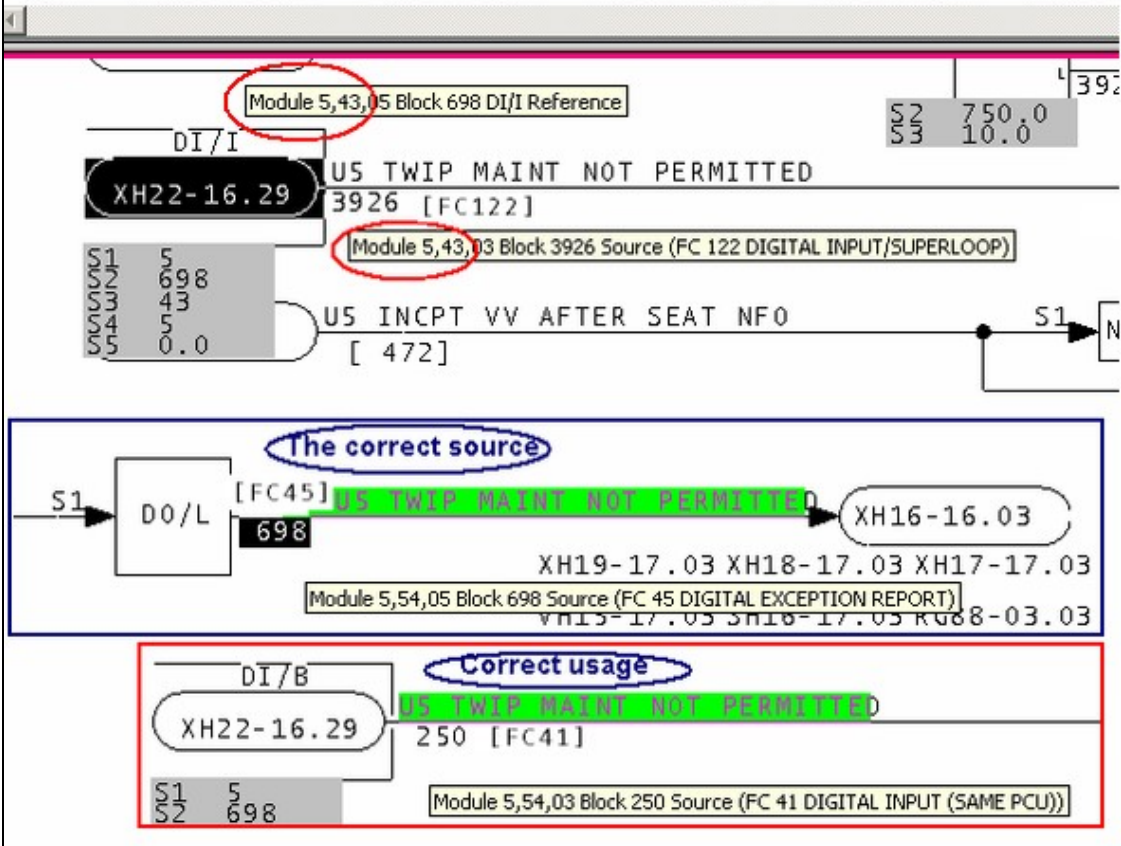 Module 5,43,05 Block 698 DI/I Reference
392
S2 750.0
S3 10.0
DI/I
XH22-16.29
U5 TWIP MAINT NOT PERMITTED
3926 [FC122]
Module 5,43,03 Block 3926 Source (FC 122 DIGITAL INPUT/SUPERLOOP)
S1 5
S2 698
S3 43
S4 5
S5 0.0
U5 INCPT VV AFTER SEAT NFO
[ 472]
S1
N
The correct source
S1
DO/L
[FC45]
698
U5 TWIP MAINT NOT PERMITTED
XH16-16.03
XH19-17.03 XH18-17.03 XH17-17.03
Module 5,54,05 Block 698 Source (FC 45 DIGITAL EXCEPTION REPORT)
VH15-17.03 SH16-17.03 RG88-03.03
DI/B
Correct usage
XH22-16.29
U5 TWIP MAINT NOT PERMITTED
250 [FC41]
S1 5
S2 698
Module 5,54,03 Block 250 Source (FC 41 DIGITAL INPUT (SAME PCU))